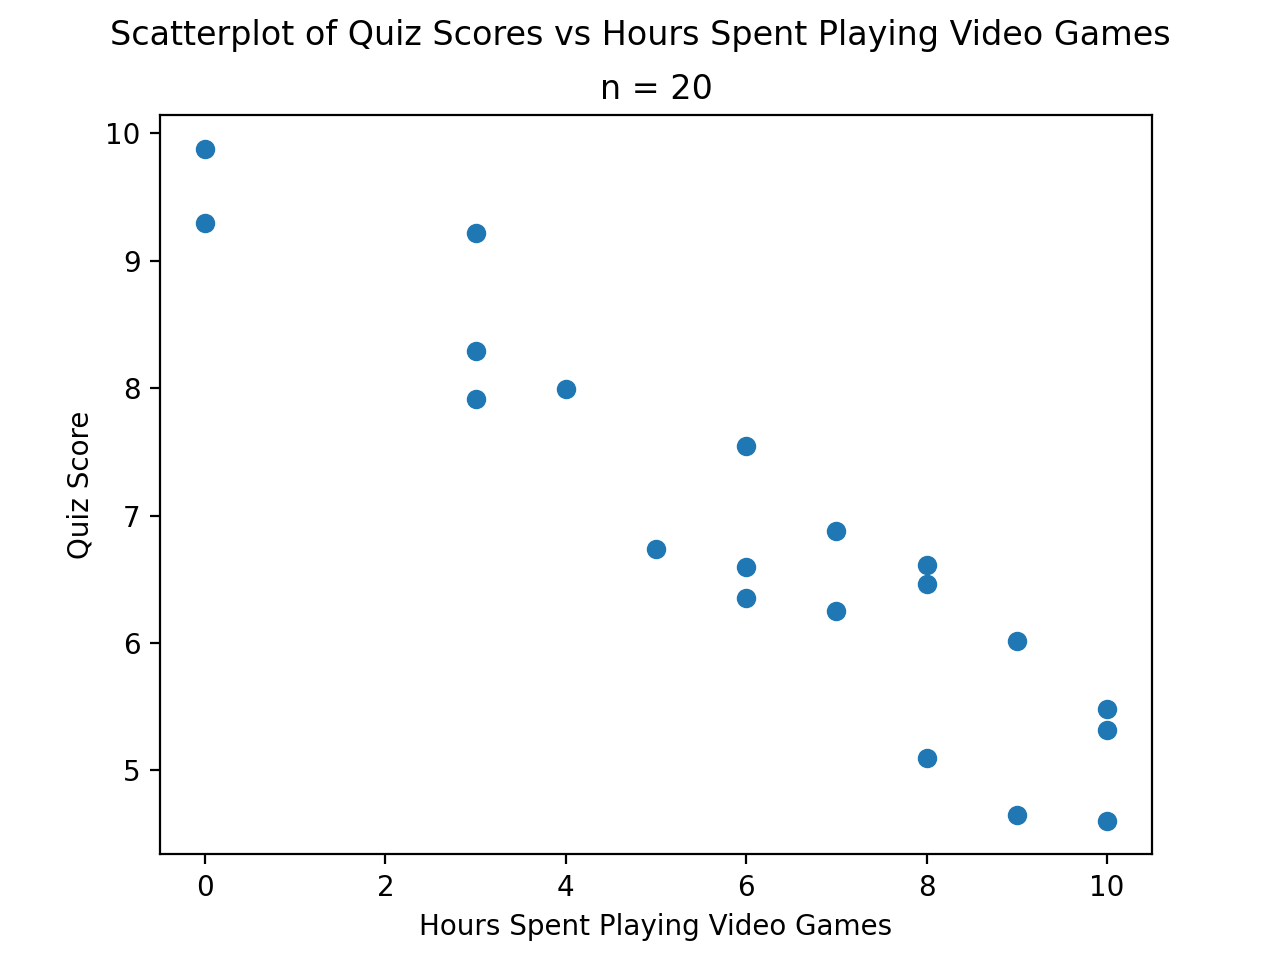 Scatterplot of Quiz Scores vs Hours Spent Playing Video Games
n = 20
10
9
8
7
6
5
Quiz Score
0 2 4 6 8 10
Hours Spent Playing Video Games